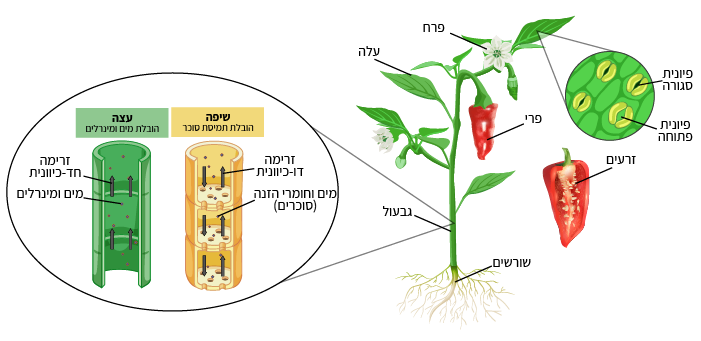 פרח
עלה
פיונית
סגורה
פיונית
פתוחה
פרי
זרעים
גבעול
שורשים
שיפה
הובלת תמיסת סוכר
עצה
הובלת מים ומינרלים
זרימה
דו-כיוונית
מים וחומרי הזנה
(סוכרים)
זרימה
חד-כיוונית
מים ומינרלים